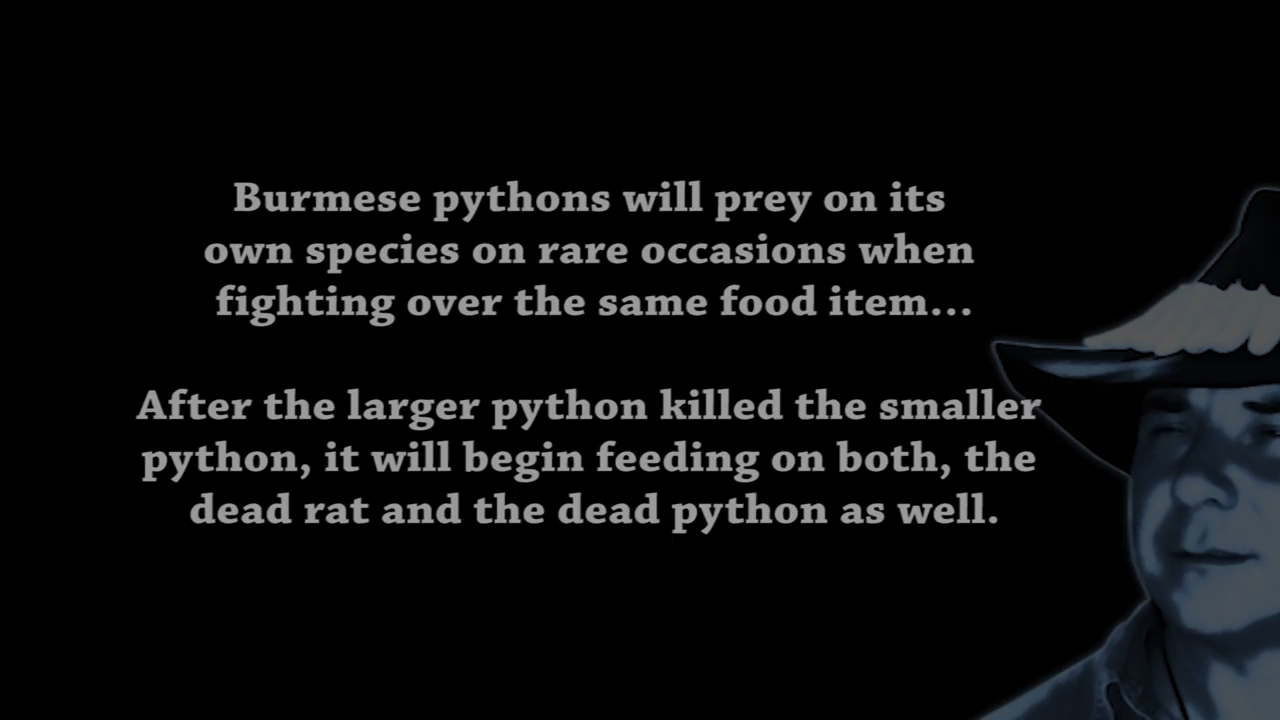 Burmese pythons will prey on its
own species on rare occasions when
fighting over the same food item...
After the larger python killed the smaller
python, it will begin feeding on both, the
dead rat and the dead python as well.